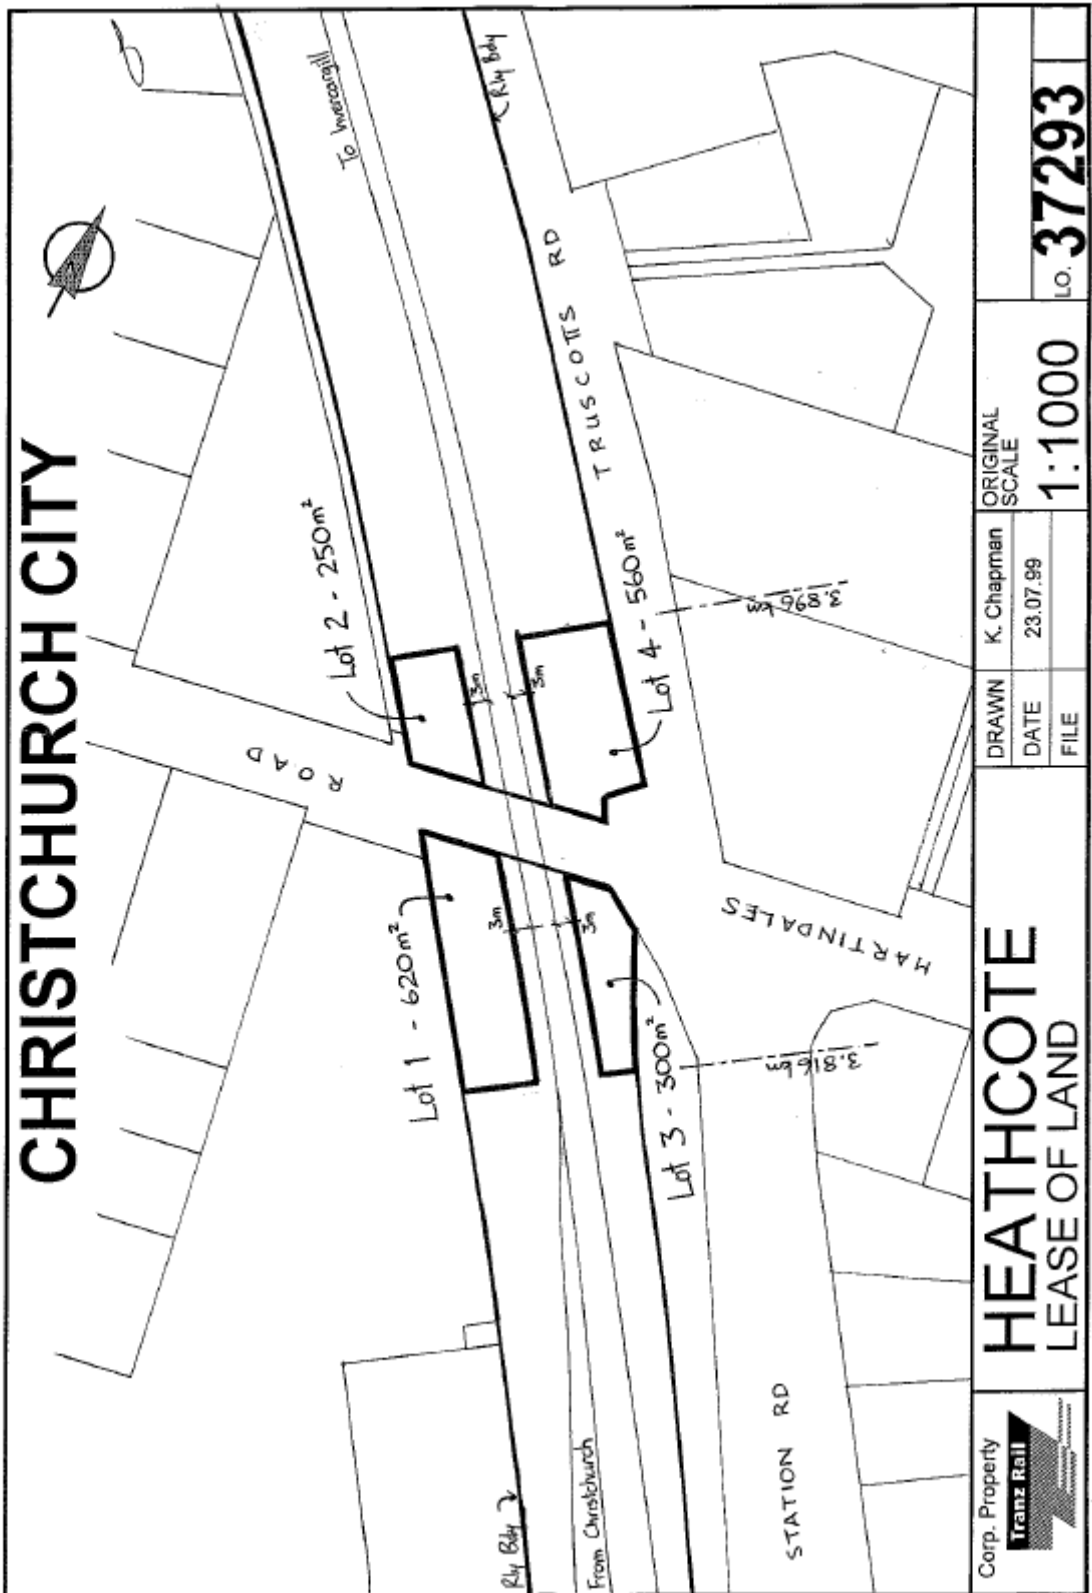 CHRISTCHURCH CITY
To Invercargill
Rly Bdy
TRUSCOTTS RD
Lot 2 - 250m²
Lot 4 - 560m²
3.896 km
3m
3m
ROAD
MARTINDALES
Lot 1 - 620m²
3m
3m
Lot 3 - 300m²
3.816 km
Rly Bdy
From Christchurch
STATION RD
Corp. Property
Tranz Rail
HEATHCOTE
LEASE OF LAND
DRAWN K. Chapman
DATE 23.07.99
FILE
ORIGINAL
SCALE
1:1000
LO. 37293